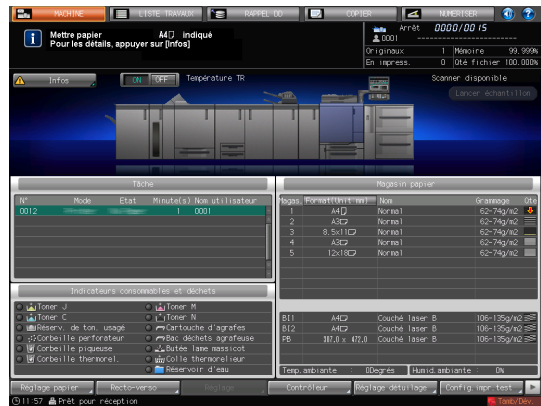 MACHINE LISTE TRAVAUX RAPPEL DD COPIER NUMERISER
Mettre papier A4 indiqué
Pour les détails, appuyer sur [Infos]
Arrêt 0000/00 15
0001
Originaux 1 Mémoire 99.999%
En impress. 0 Qté fichier 100.000%
Infos ON OFF Température TR Scanner disponible
Lancer échantillon
Tâche
N° Mode Etat Minute(s) Nom utilisateur
0012 1 0001
Magasin papier
Magas. Format(Unit mm) Nom Grammage Qte
1 A4 Normal 62-74g/m2
2 A3 Normal 62-74g/m2
3 8.5x11 Normal 62-74g/m2
4 A3 Normal 62-74g/m2
5 12x18 Normal 62-74g/m2
BI1 A4 Couché laser B 106-135g/m2
BI2 A4 Couché laser B 106-135g/m2
PB 307.0 x 472.0 Couché laser B 106-135g/m2
Temp.ambiante : 0Degrés Humid.ambiante : 0%
Indicateurs consommables et déchets
Toner J Toner M
Toner C Toner N
Réserv. de ton. usagé Cartouche d'agrafes
Corbeille perforateur Bac déchets agrafeuse
Corbeille piqueuse Butée lame massicot
Corbeille thermorel. Colle thermorelieur
Réservoir d'eau
Réglage papier Recto-verso Réglage Contrôleur Réglage détuilage Config.impr.test
11:57 Prêt pour réception Tamb/Dév.